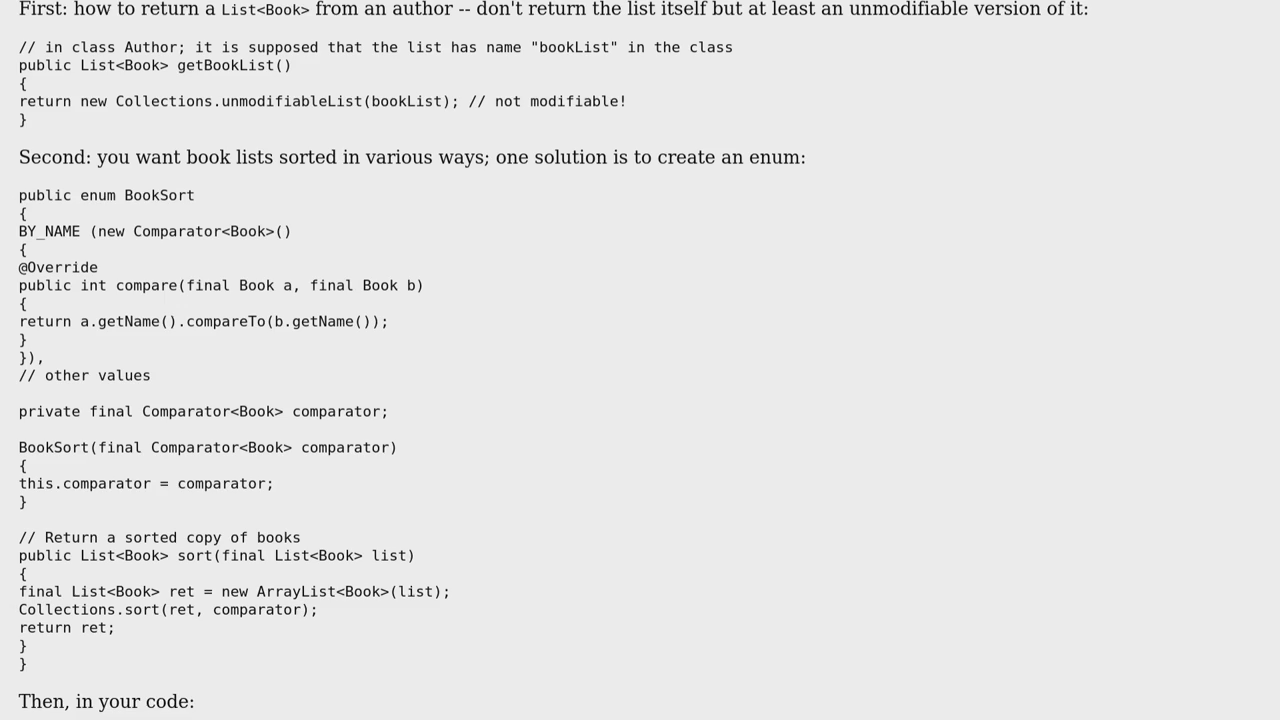 First: how to return a List<Book> from an author -- don't return the list itself but at least an unmodifiable version of it:
// in class Author; it is supposed that the list has name "bookList" in the class
public List<Book> getBookList()
{
return new Collections.unmodifiableList(bookList); // not modifiable!
}
Second: you want book lists sorted in various ways; one solution is to create an enum:
public enum BookSort
{
BY_NAME (new Comparator<Book>()
{
@Override
public int compare(final Book a, final Book b)
{
return a.getName().compareTo(b.getName());
}
}),
// other values
private final Comparator<Book> comparator;
BookSort(final Comparator<Book> comparator)
{
this.comparator = comparator;
}
// Return a sorted copy of books
public List<Book> sort(final List<Book> list)
{
final List<Book> ret = new ArrayList<Book>(list);
Collections.sort(ret, comparator);
return ret;
}
}
Then, in your code: